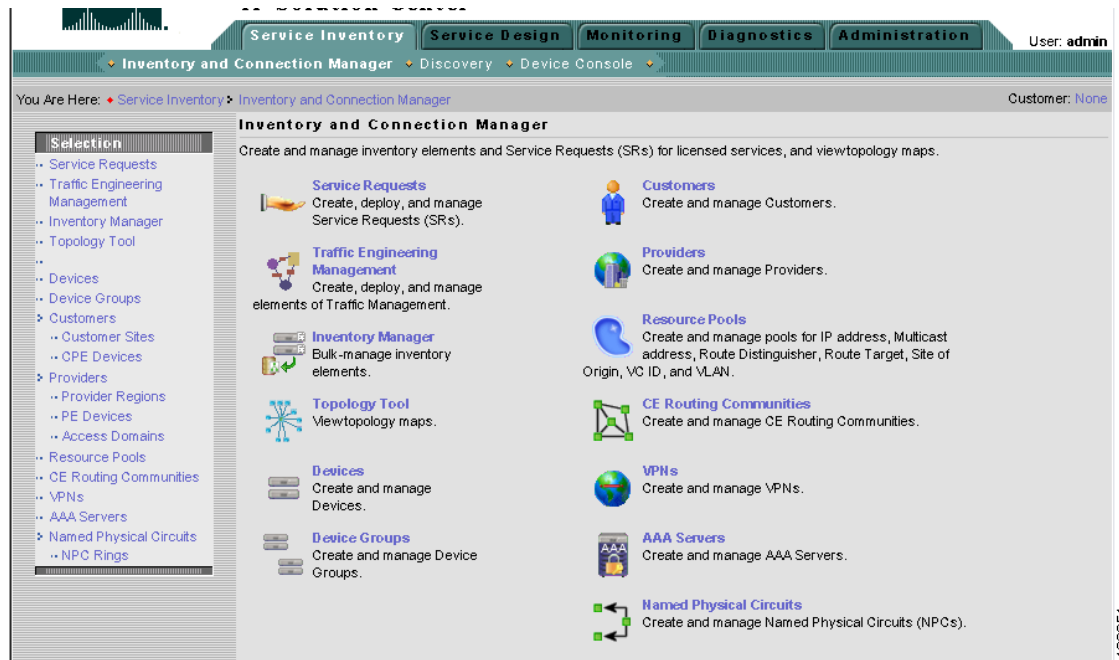 Service Inventory Service Design Monitoring Diagnostics Administration
User: admin
Inventory and Connection Manager Discovery Device Console
You Are Here: Service Inventory Inventory and Connection Manager
Customer: None
Selection
Service Requests
Traffic Engineering
Management
Inventory Manager
Topology Tool
Devices
Device Groups
Customers
Customer Sites
CPE Devices
Providers
Provider Regions
PE Devices
Access Domains
Resource Pools
CE Routing Communities
VPNs
AAA Servers
Named Physical Circuits
NPC Rings
Inventory and Connection Manager
Create and manage inventory elements and Service Requests (SRs) for licensed services, and viewtopology maps.
Service Requests
Create, deploy, and manage
Service Requests (SRs).
Traffic Engineering
Management
Create, deploy, and manage
elements of Traffic Management.
Inventory Manager
Bulk-manage inventory
elements.
Topology Tool
Viewtopology maps.
Devices
Create and manage
Devices.
Device Groups
Create and manage Device
Groups.
Customers
Create and manage Customers.
Providers
Create and manage Providers.
Resource Pools
Create and manage pools for IP address, Multicast
address, Route Distinguisher, Route Target, Site of
Origin, VC ID, and VLAN.
CE Routing Communities
Create and manage CE Routing Communities.
VPNs
Create and manage VPNs.
AAA
AAA Servers
Create and manage AAA Servers.
Named Physical Circuits
Create and manage Named Physical Circuits (NPCs).